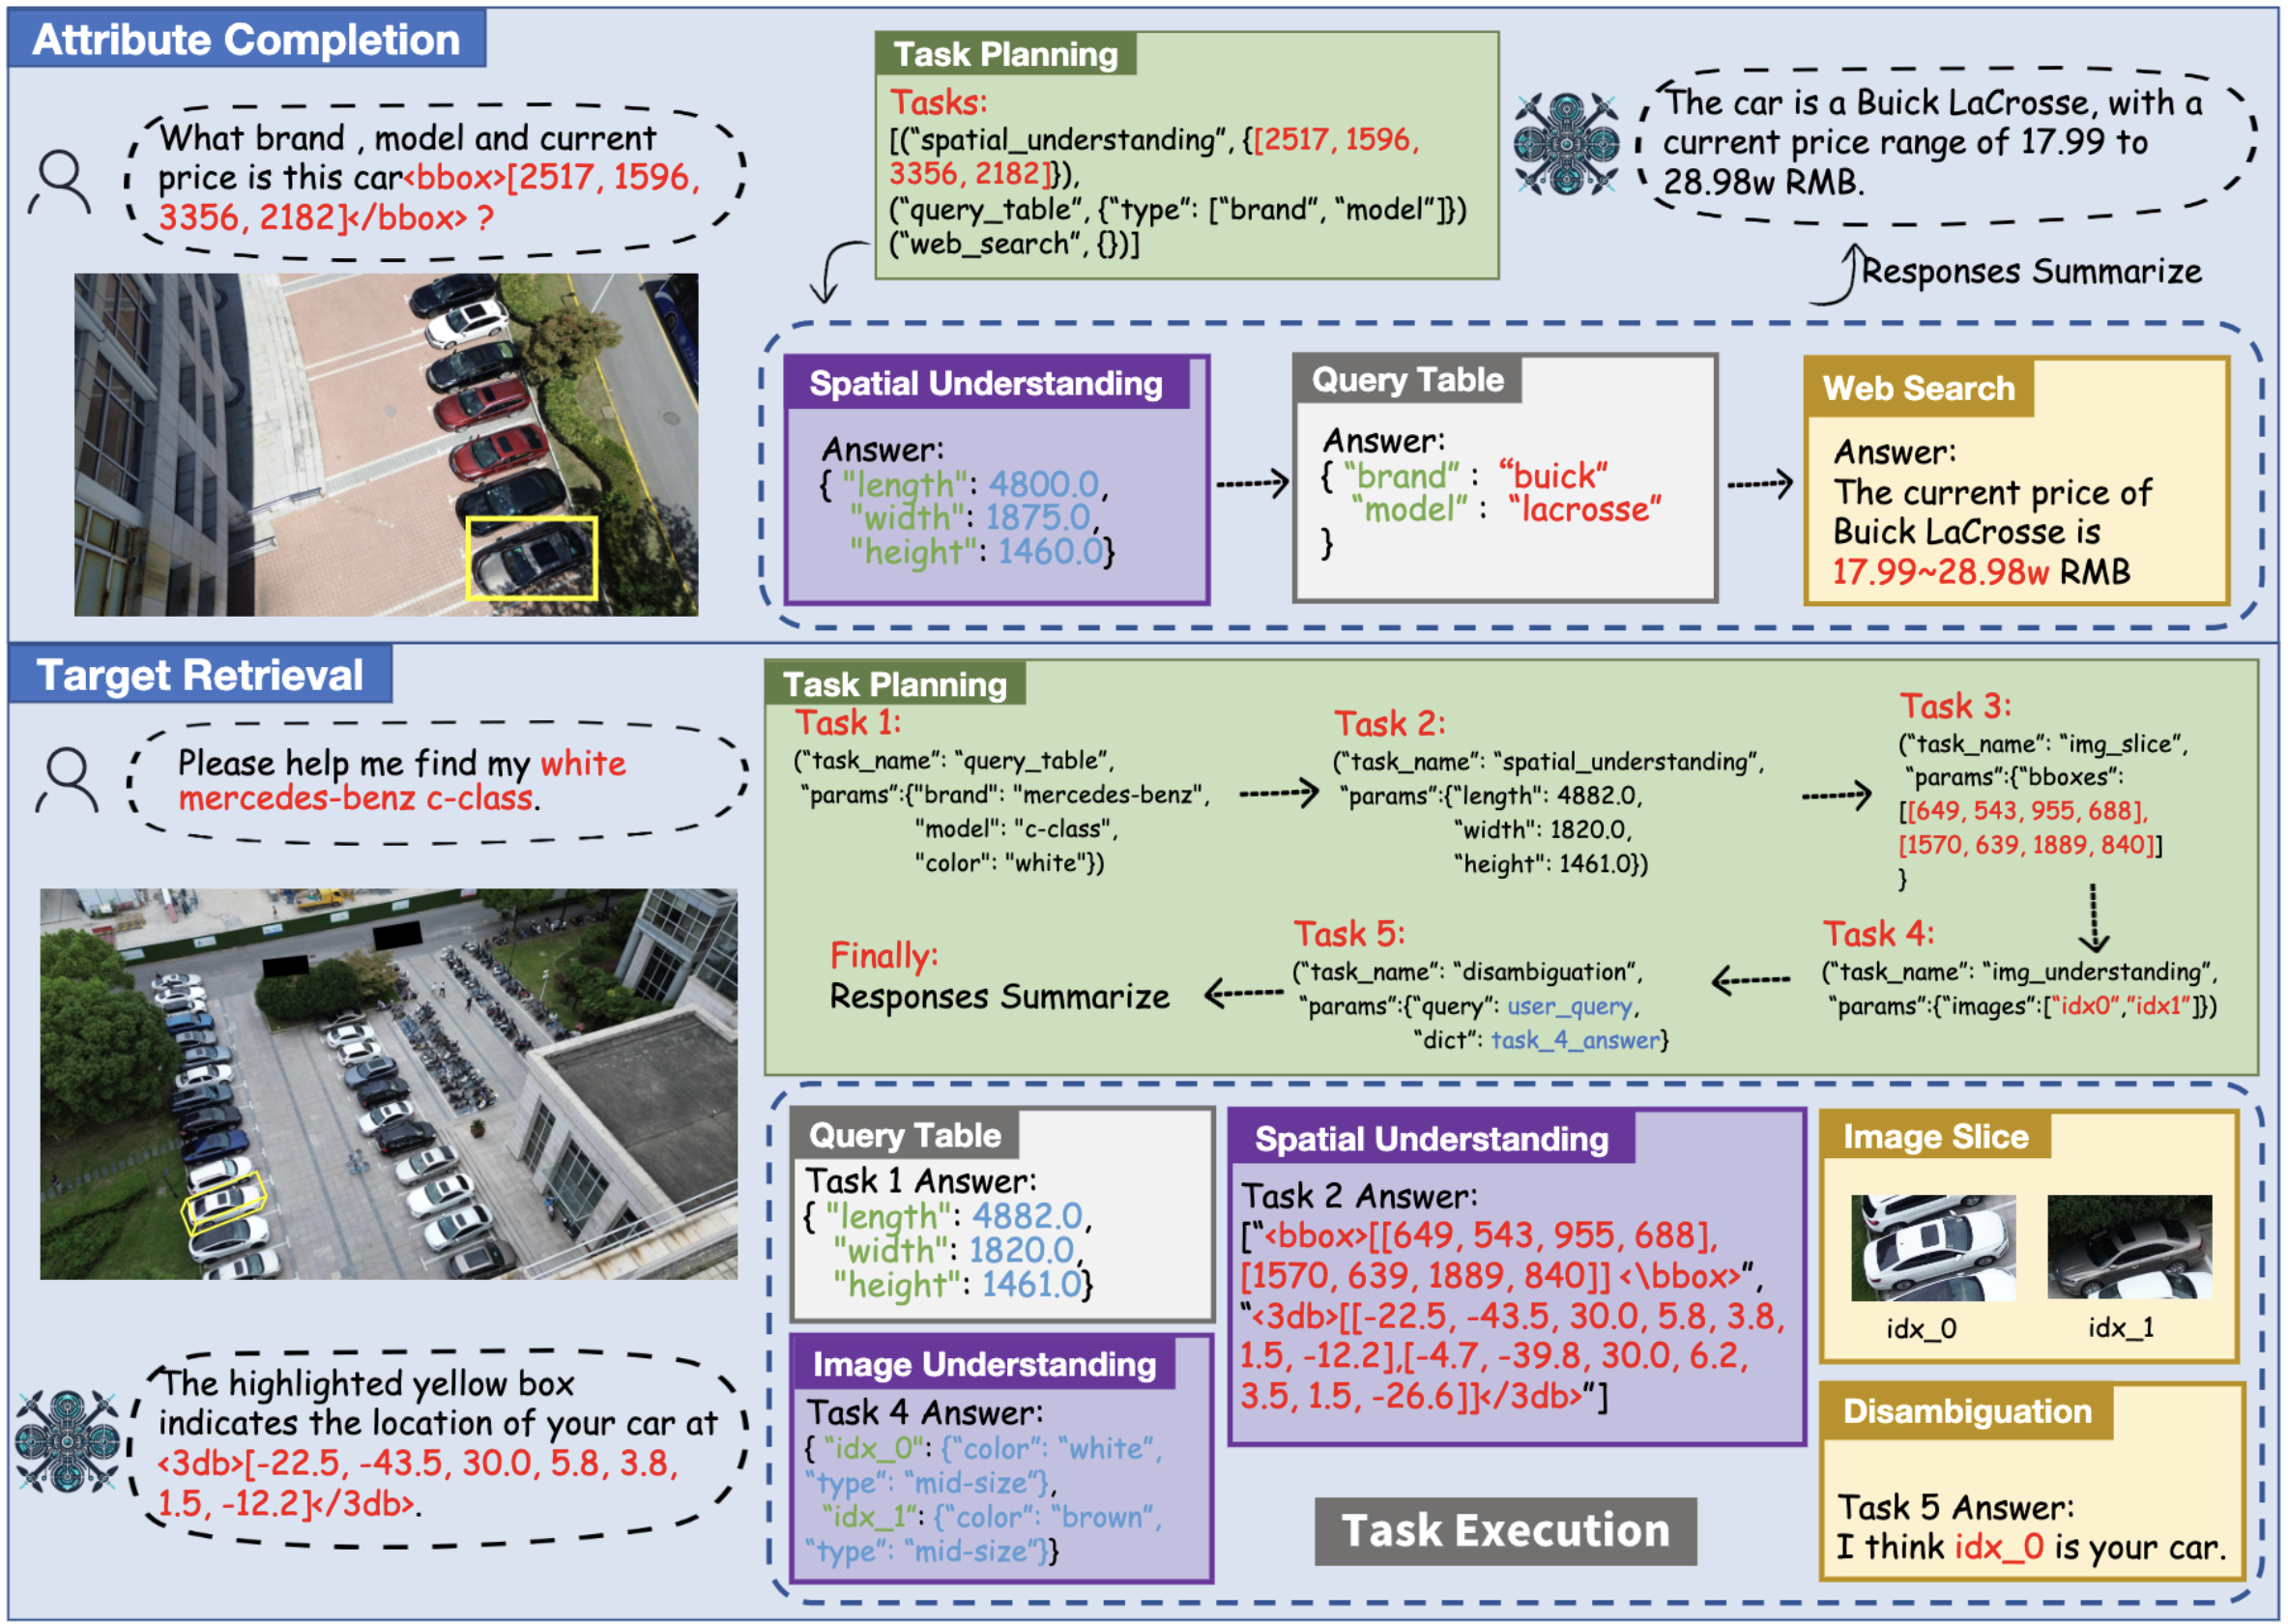 Attribute Completion
What brand , model and current
price is this car<bbox>[2517, 1596,
3356, 2182]</bbox> ?
Task Planning
Tasks:
[(“spatial_understanding”, {[2517, 1596,
3356, 2182]}),
(“query_table”, {“type”: [“brand”, “model”]})
(“web_search”, {})]
The car is a Buick LaCrosse, with a
current price range of 17.99 to
28.98w RMB.
Responses Summarize
Spatial Understanding
Answer:
{ "length": 4800.0,
"width": 1875.0,
"height": 1460.0}
Query Table
Answer:
{ “brand” : “buick”
“model” : “lacrosse”
}
Web Search
Answer:
The current price of
Buick LaCrosse is
17.99~28.98w RMB
Target Retrieval
Please help me find my white
mercedes-benz c-class.
Task Planning
Task 1:
(“task_name”: “query_table”,
“params”:{"brand": "mercedes-benz",
"model": "c-class",
"color": "white"})
Task 2:
(“task_name”: “spatial_understanding”,
“params”:{“length": 4882.0,
“width": 1820.0,
“height": 1461.0})
Task 3:
(“task_name”: “img_slice”,
“params”:{“bboxes”:
[[649, 543, 955, 688],
[1570, 639, 1889, 840]]
}
Task 4:
(“task_name”: “img_understanding”,
“params”:{“images”:[“idx0”,”idx1”]})
Task 5:
(“task_name”: “disambiguation”,
“params”:{“query”: user_query,
“dict”: task_4_answer}
Finally:
Responses Summarize
Query Table
Task 1 Answer:
{ "length": 4882.0,
"width": 1820.0,
"height": 1461.0}
Spatial Understanding
Task 2 Answer:
[“<bbox>[[649, 543, 955, 688],
[1570, 639, 1889, 840]] <\bbox>”,
“<3db>[[-22.5, -43.5, 30.0, 5.8, 3.8,
1.5, -12.2],[-4.7, -39.8, 30.0, 6.2,
3.5, 1.5, -26.6]]</3db>”]
Image Slice
idx_0
idx_1
Image Understanding
Task 4 Answer:
{ “idx_0”: {“color”: “white”,
“type”: “mid-size”},
“idx_1”: {“color”: “brown”,
“type”: “mid-size”}}
Disambiguation
Task 5 Answer:
I think idx_0 is your car.
Task Execution
The highlighted yellow box
indicates the location of your car at
<3db>[-22.5, -43.5, 30.0, 5.8, 3.8,
1.5, -12.2]</3db>.